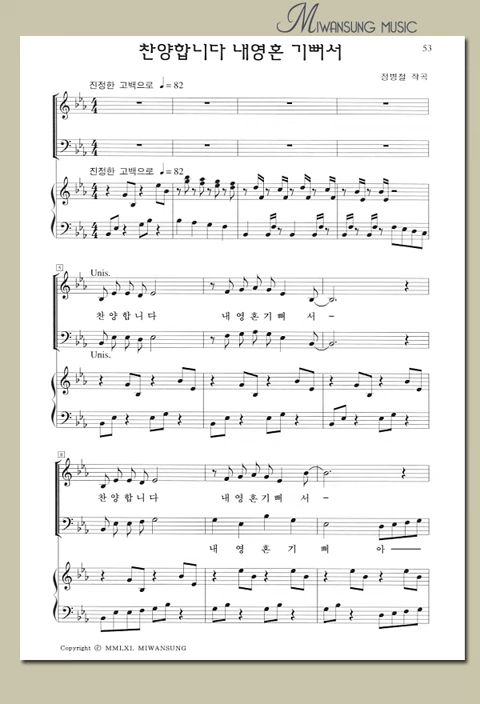 MIWANSUNG MUSIC
찬양합니다 내영혼 기뻐서
53
정병철 작곡
진정한 고백으로 ♩= 82
진정한 고백으로 ♩= 82
5
Unis.
찬 양 합 니 다 내 영 혼 기 뻐 서 -
Unis.
8
찬 양 합 니 다 내 영 혼 기 뻐 서 -
내 영 혼 기 뻐 아
Copyright ⓒ MMLXI. MIWANSUNG